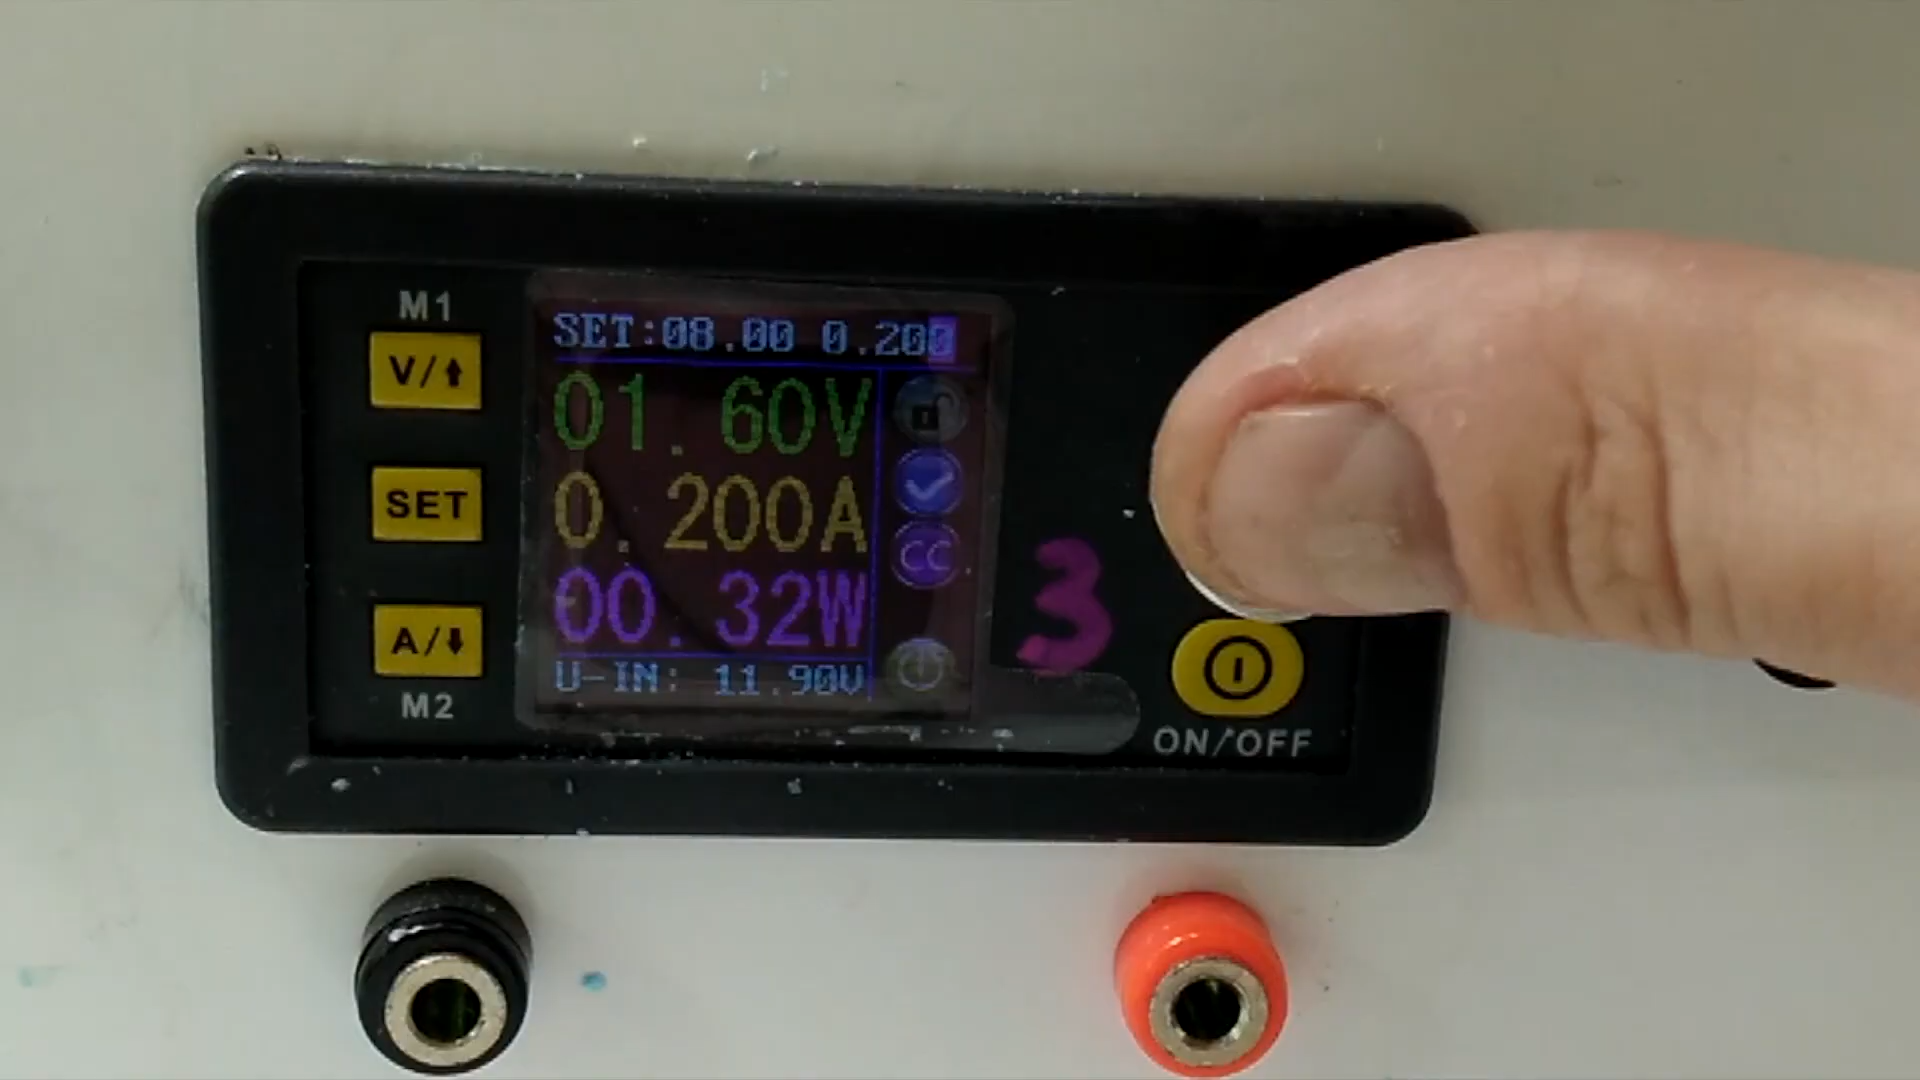 M1
V/⬆
SET
A/⬇
M2
SET:08.00 0.200
01.60V
0.200A
CC
00.32W
U-IN: 11.90V
3
ON/OFF